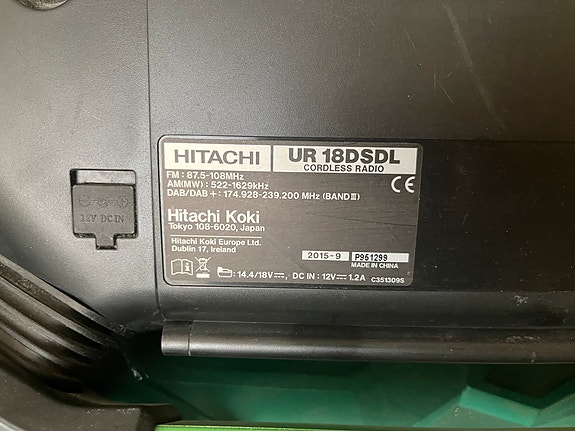 HITACHI
UR 18DSDL
CORDLESS RADIO
FM : 87.5-108MHz
AM(MW) : 522-1629kHz
DAB/DAB+ : 174.928-239.200 MHz (BAND III)
CE
Hitachi Koki
Tokyo 108-6020, Japan
Hitachi Koki Europe Ltd.
Dublin 17, Ireland
2015-9
P951299
MADE IN CHINA
: 14.4/18V⎓, DC IN : 12V⎓ 1.2A
C351309S
12V DC IN